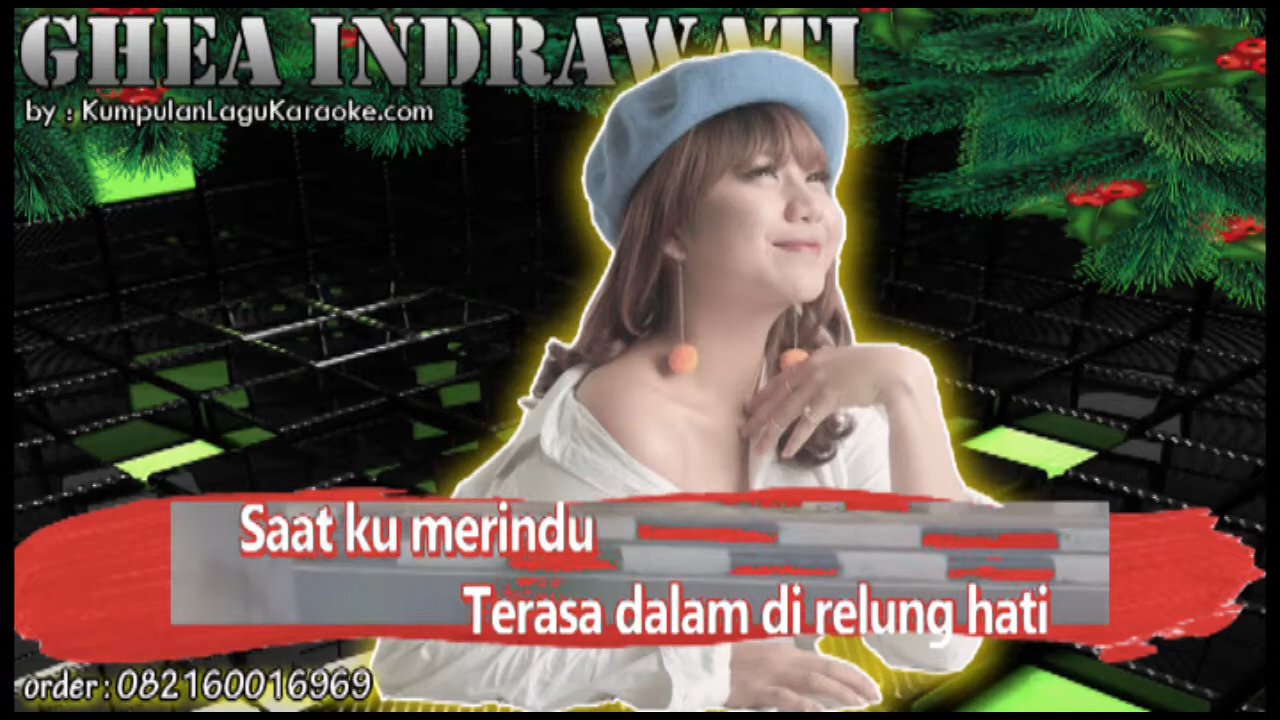 GHEA INDRAWATI
by : KumpulanLaguKaraoke.com
Saat ku merindu
Terasa dalam di relung hati
order : 082160016969